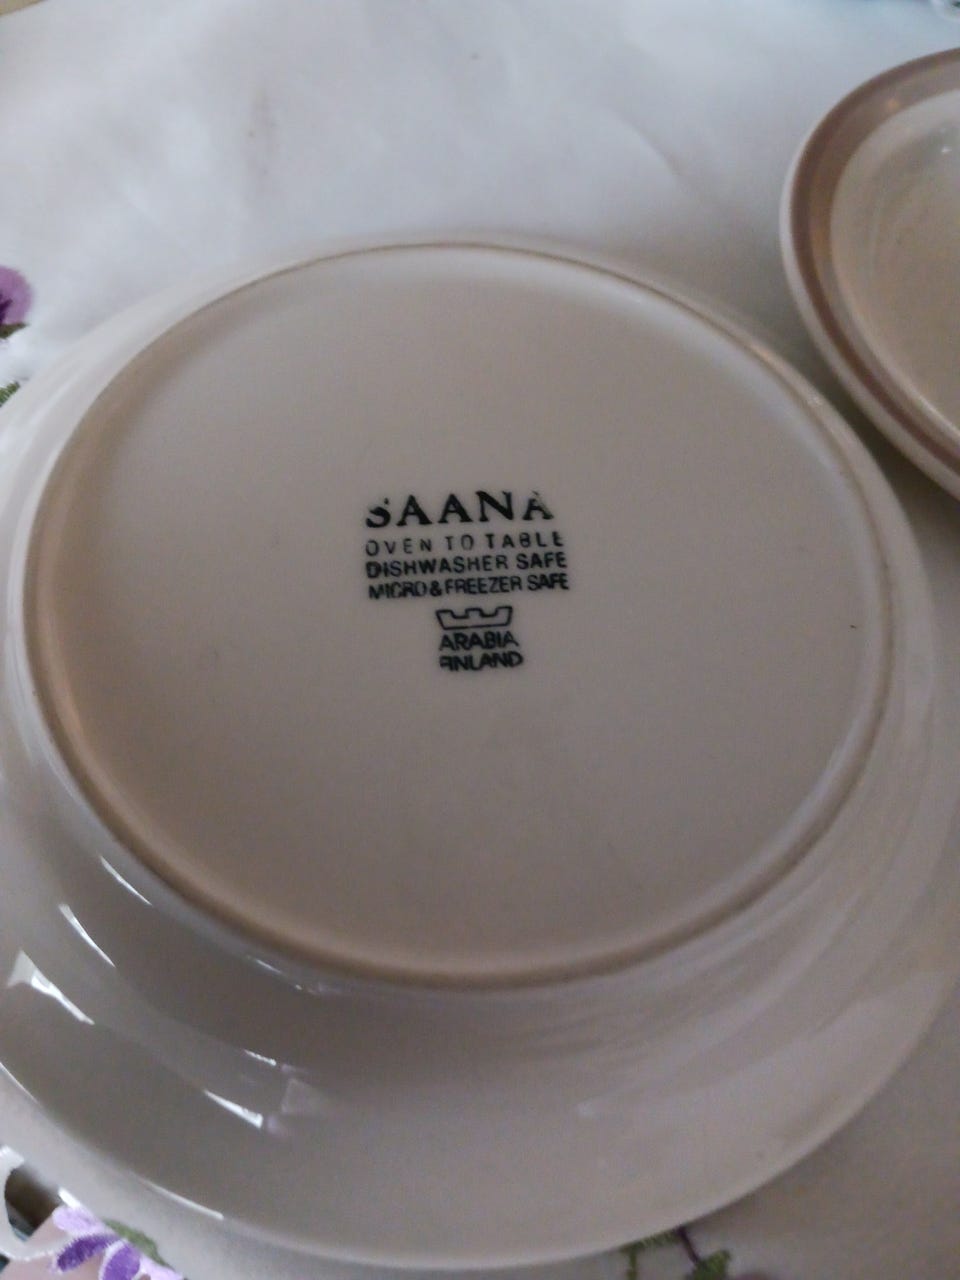 SAANA
OVEN TO TABLE
DISHWASHER SAFE
MICRO & FREEZER SAFE
ARABIA
FINLAND